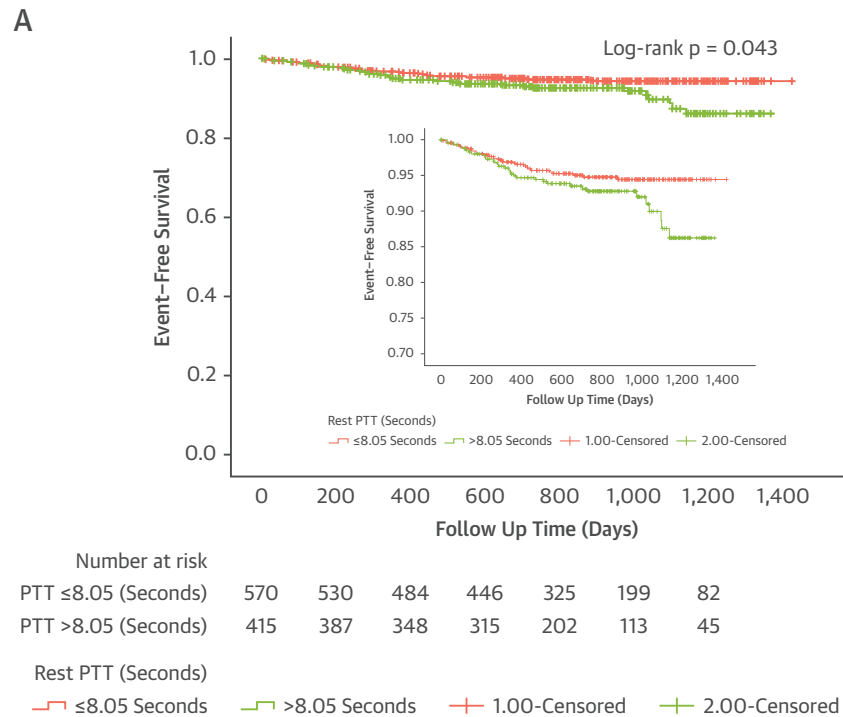 A
Log-rank p = 0.043
Event–Free Survival
1.0
0.8
0.6
0.4
0.2
0.0
Event–Free Survival
1.00
0.95
0.90
0.85
0.80
0.75
0.70
0 200 400 600 800 1,000 1,200 1,400
Follow Up Time (Days)
Rest PTT (Seconds)
≤8.05 Seconds >8.05 Seconds 1.00-Censored 2.00-Censored
0 200 400 600 800 1,000 1,200 1,400
Follow Up Time (Days)
Number at risk
PTT ≤8.05 (Seconds) 570 530 484 446 325 199 82
PTT >8.05 (Seconds) 415 387 348 315 202 113 45
Rest PTT (Seconds)
≤8.05 Seconds >8.05 Seconds 1.00-Censored 2.00-Censored